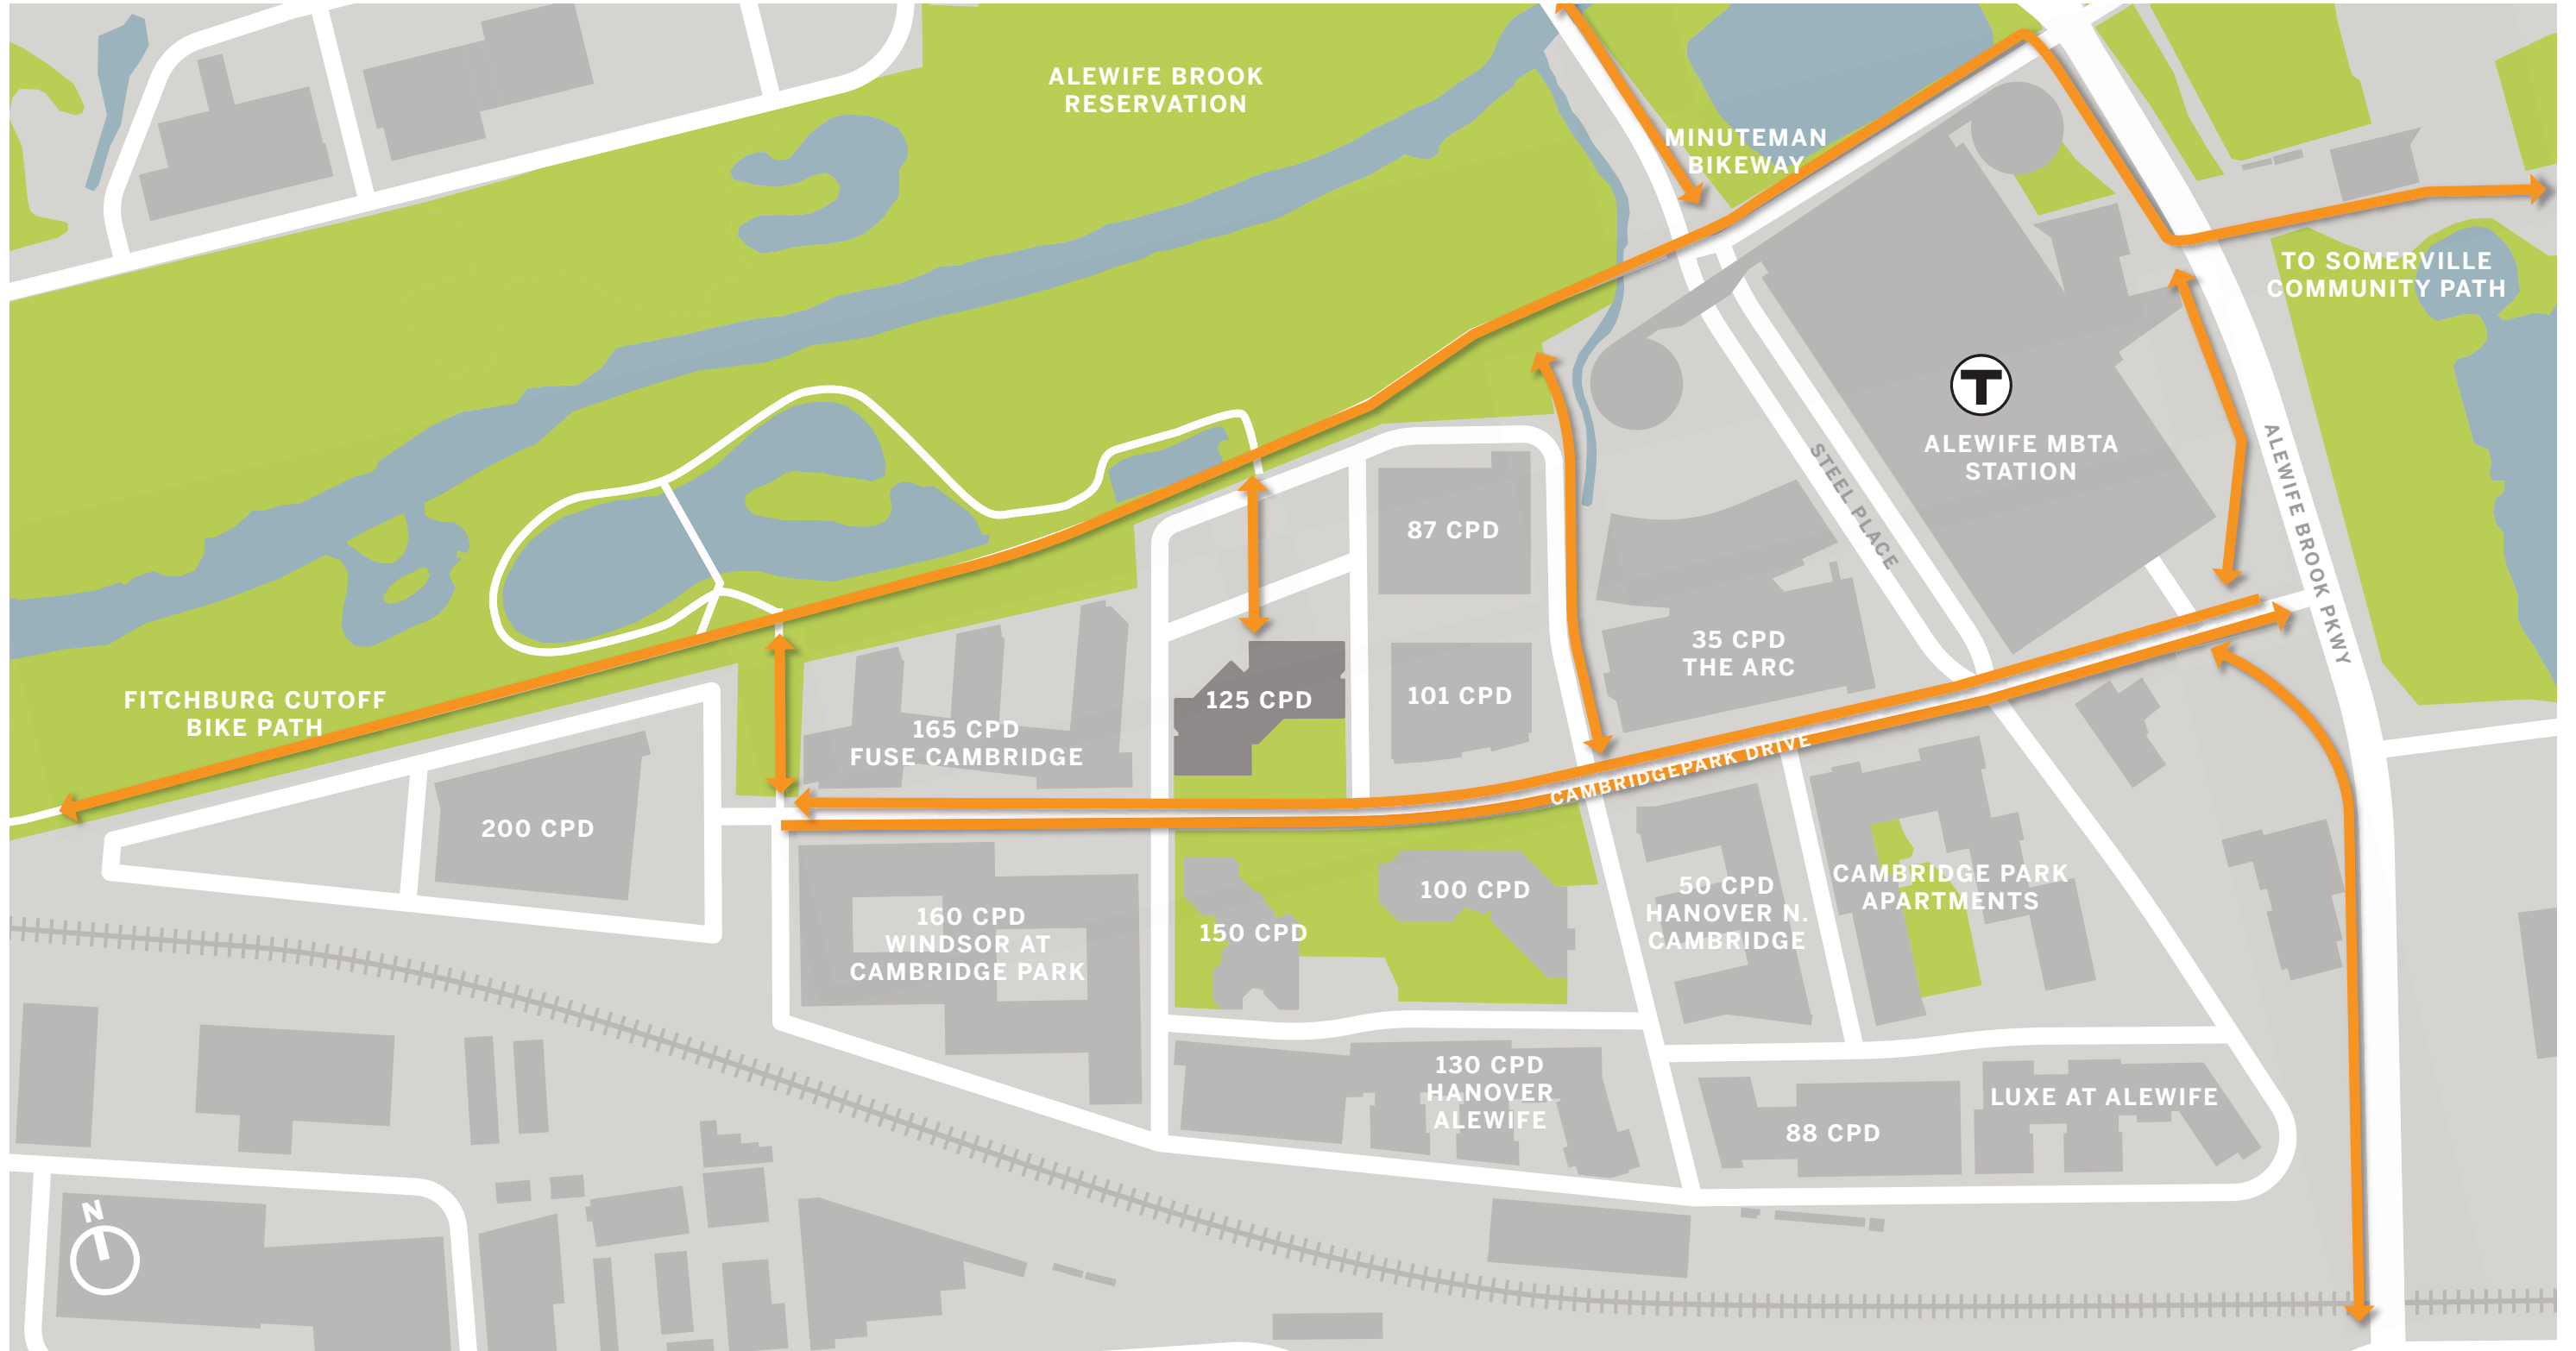 ALEWIFE BROOK
RESERVATION
MINUTEMAN
BIKEWAY
TO SOMERVILLE
COMMUNITY PATH
T
ALEWIFE MBTA
STATION
STEEL PLACE
ALEWIFE BROOK PKWY
87 CPD
35 CPD
THE ARC
101 CPD
125 CPD
FITCHBURG CUTOFF
BIKE PATH
165 CPD
FUSE CAMBRIDGE
CAMBRIDGEPARK DRIVE
200 CPD
100 CPD
150 CPD
50 CPD
HANOVER N.
CAMBRIDGE
CAMBRIDGE PARK
APARTMENTS
160 CPD
WINDSOR AT
CAMBRIDGE PARK
130 CPD
HANOVER
ALEWIFE
88 CPD
LUXE AT ALEWIFE
N